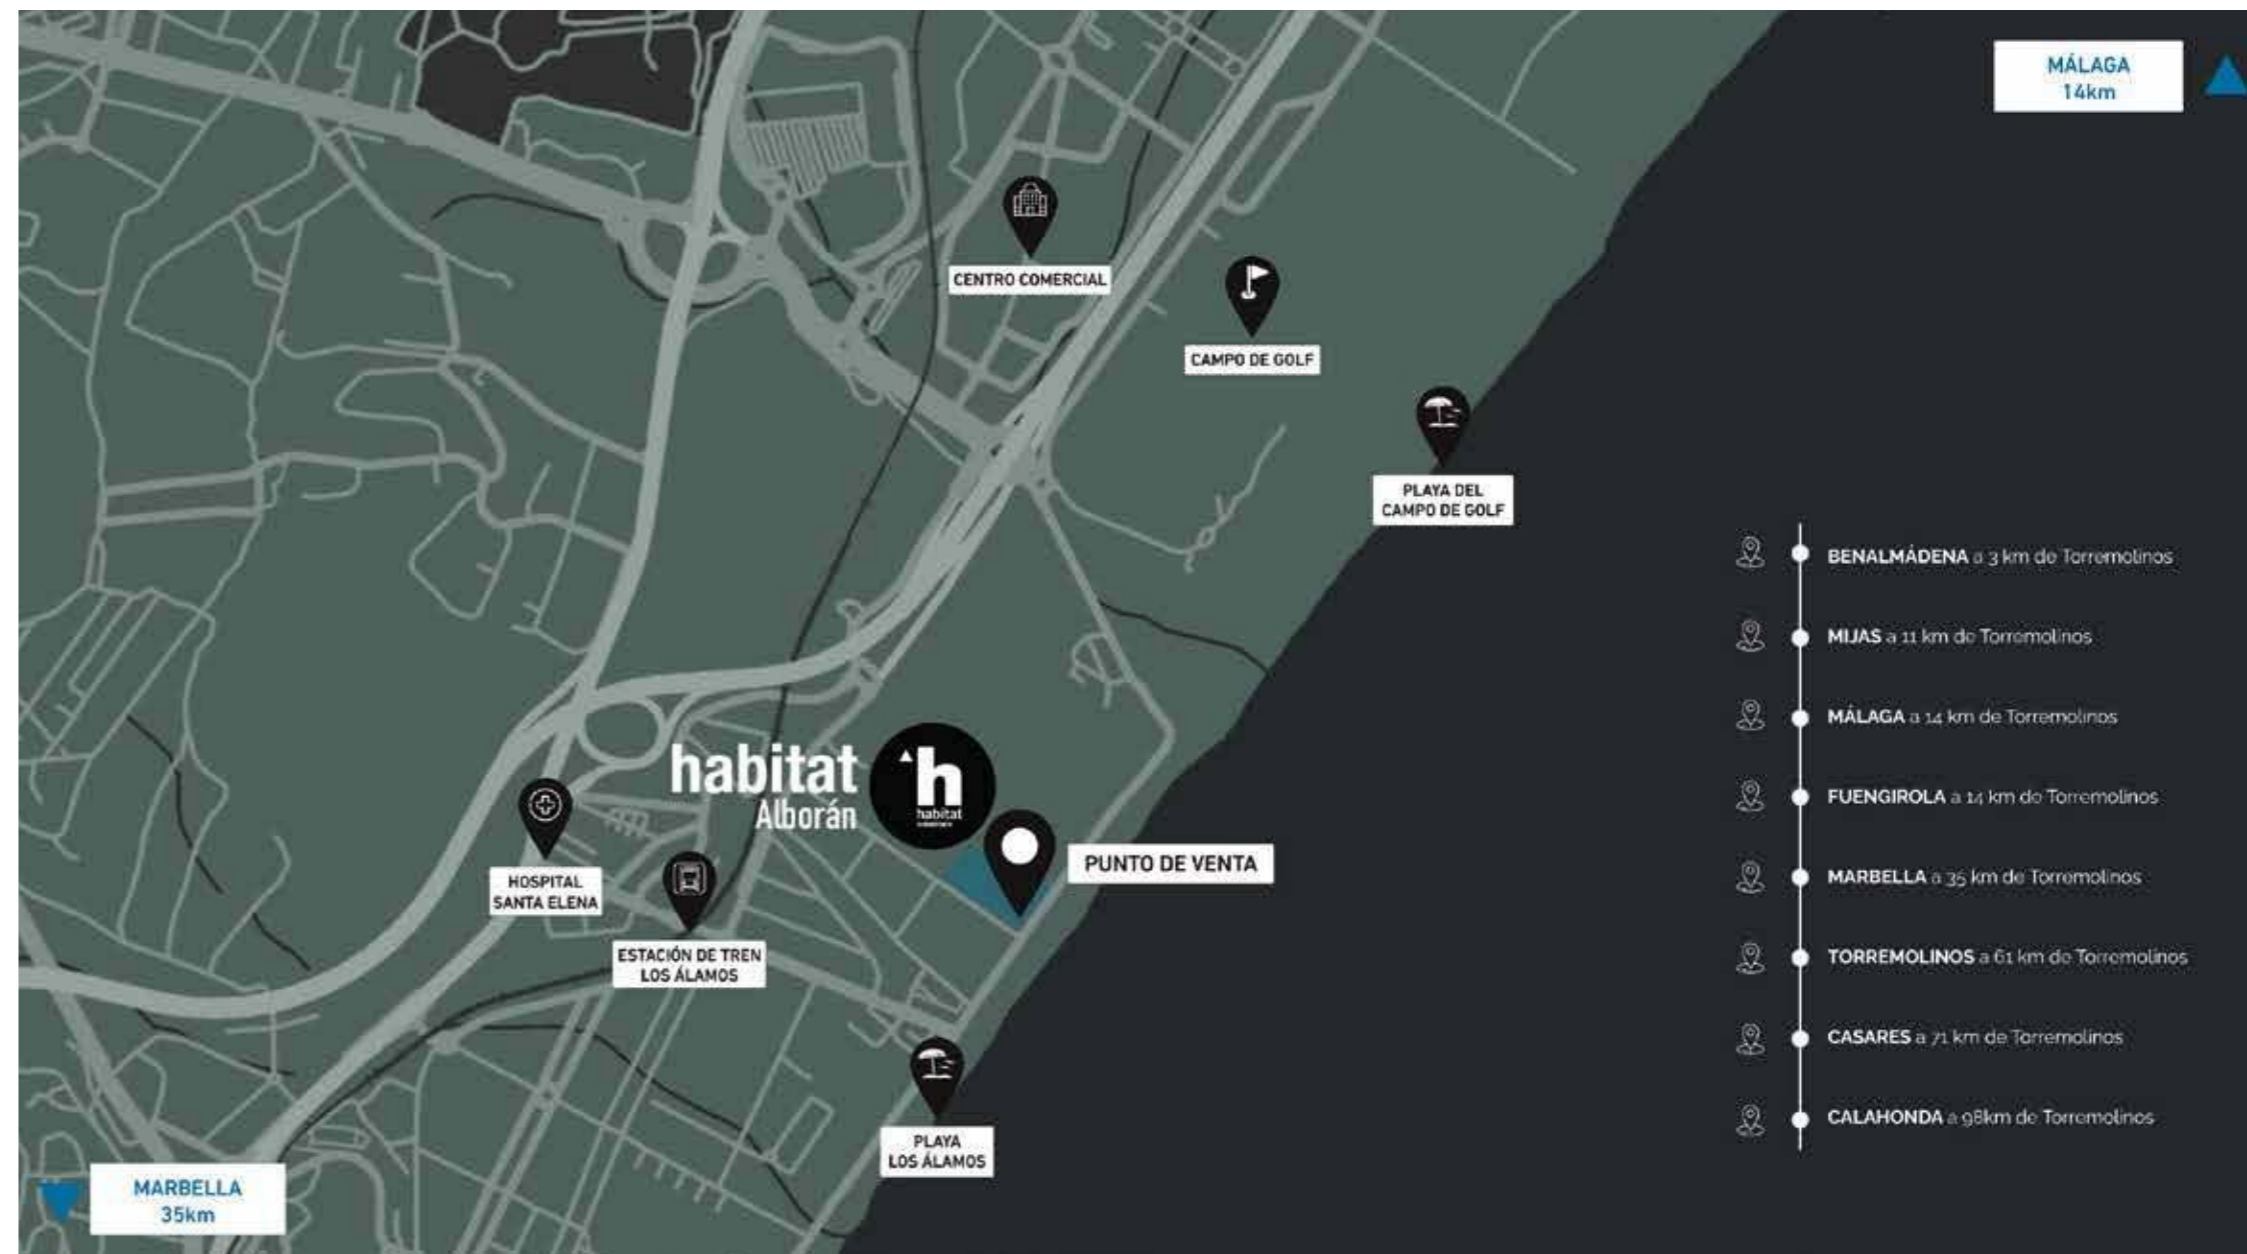 MÁLAGA
14km
CENTRO COMERCIAL
CAMPO DE GOLF
PLAYA DEL
CAMPO DE GOLF
BENALMÁDENA a 3 km de Torremolinos
MIJAS a 11 km de Torremolinos
MÁLAGA a 14 km de Torremolinos
FUENGIROLA a 14 km de Torremolinos
MARBELLA a 35 km de Torremolinos
TORREMOLINOS a 61 km de Torremolinos
CASARES a 71 km de Torremolinos
CALAHONDA a 98km de Torremolinos
habitat
Alborán
h
habitat
PUNTO DE VENTA
HOSPITAL
SANTA ELENA
ESTACIÓN DE TREN
LOS ÁLAMOS
PLAYA
LOS ÁLAMOS
MARBELLA
35km